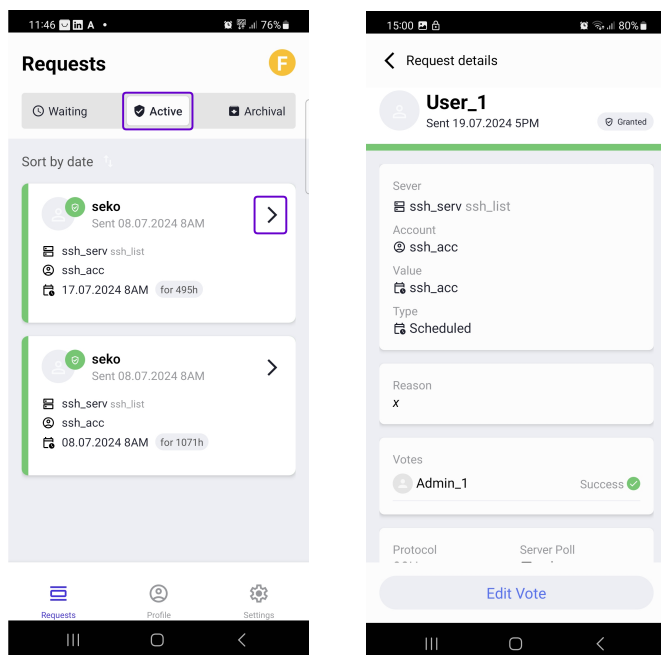 11:46 in A • 76%
Requests F
Waiting Active Archival
Sort by date
seko
Sent 08.07.2024 8AM
ssh_serv ssh_list
ssh_acc
17.07.2024 8AM for 495h
seko
Sent 08.07.2024 8AM
ssh_serv ssh_list
ssh_acc
08.07.2024 8AM for 1071h
Requests Profile Settings
15:00 80%
Request details
User_1
Sent 19.07.2024 5PM Granted
Sever
ssh_serv ssh_list
Account
ssh_acc
Value
ssh_acc
Type
Scheduled
Reason
x
Votes
Admin_1 Success
Protocol Server Poll
Edit Vote